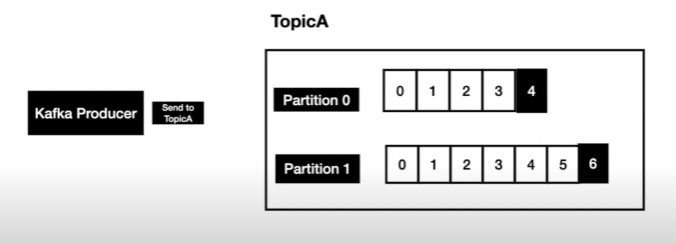 TopicA
Kafka Producer
Send to
TopicA
Partition 0
0 1 2 3 4
Partition 1
0 1 2 3 4 5 6